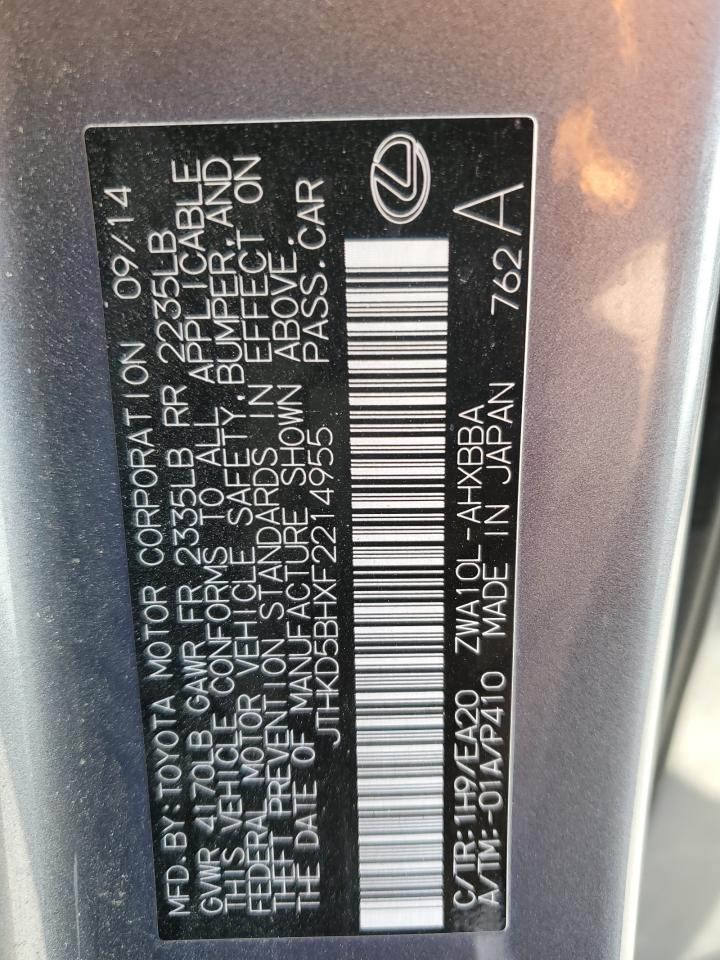 MFD.BY:TOYOTA MOTOR CORPORATION 09/14
GVWR 4170LB GAWR FR 2335LB RR 2235LB
THIS VEHICLE CONFORMS TO ALL APPLICABLE
FEDERAL MOTOR VEHICLE SAFETY,BUMPER,AND
THEFT PREVENTION STANDARDS IN EFFECT ON
THE DATE OF MANUFACTURE SHOWN ABOVE.
JTHKD5BHXF2214955 PASS.CAR
C/TR:1H9/EA20 ZWA10L-AHXBBA
A/TM:-01A/P410 MADE IN JAPAN 762 A